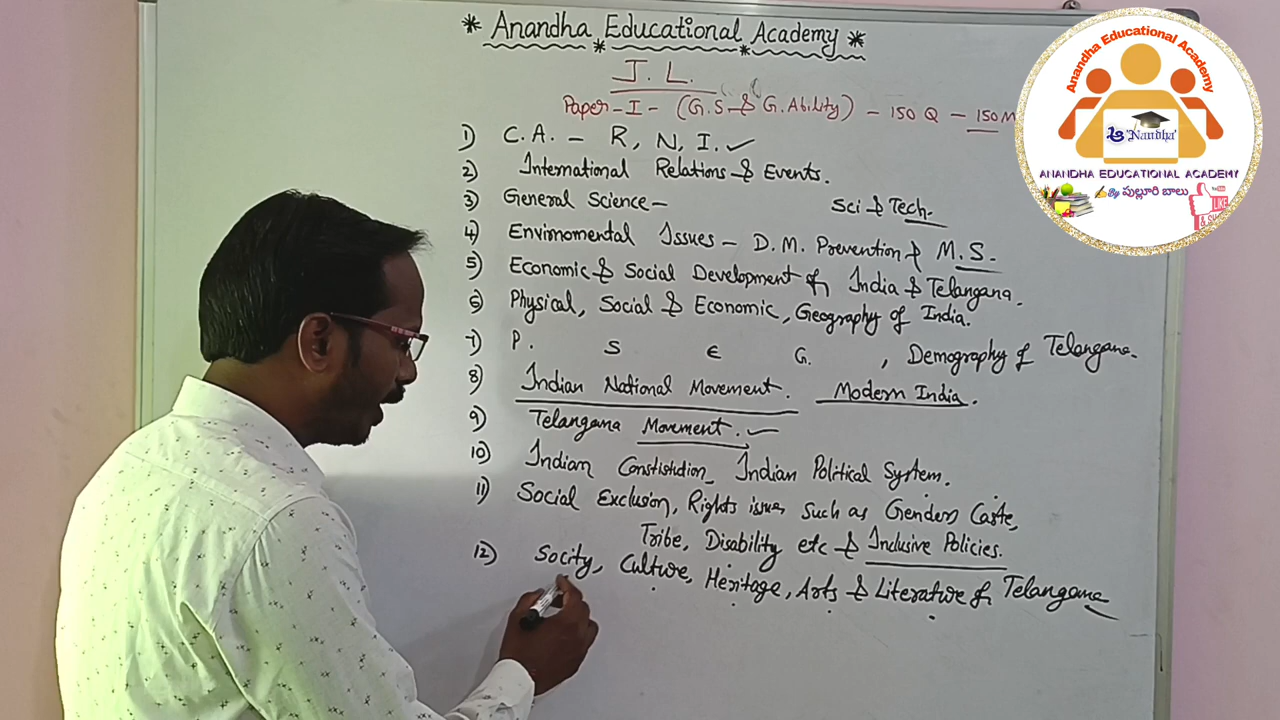 * Anandha Educational Academy *
J. L.
Paper - I - (G.S & G.Ability) - 150 Q - 150 M
1) C.A. - R, N, I. ✓
2) International Relations & Events.
3) General Science - Sci & Tech.
4) Envirnomental Issues - D.M. Prevention & M.S.
5) Economic & Social Development of India & Telangana.
6) Physical, Social & Economic, Geography of India.
7) P. S E G. , Demography of Telangana.
8) Indian National Movement. Modern India.
9) Telangana Movement. ✓
10) Indian Constistution, Indian Political System.
11) Social Exclusion, Rights issues such as Gender, Caste,
Tribe, Disability etc & Inclusive Policies.
12) Socity, Culture, Heritage, Arts & Literature of Telangana
Anandha Educational Academy
'Nandha'
ANANDHA EDUCATIONAL ACADEMY
By పుల్లూరి బాలు
LIKE